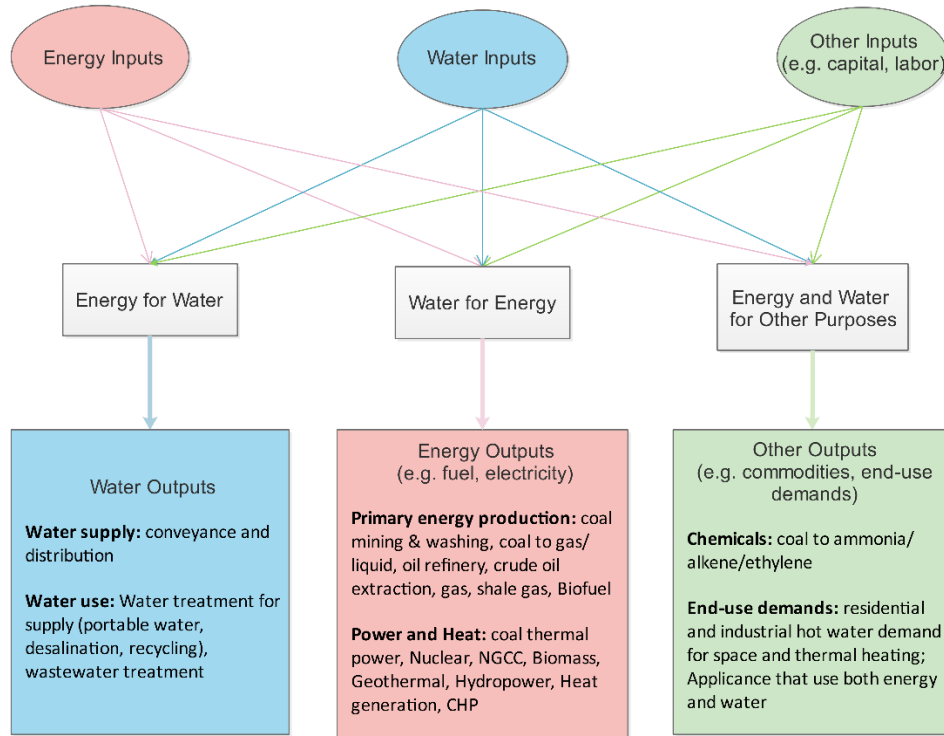 Energy Inputs
Water Inputs
Other Inputs
(e.g. capital, labor)
Energy for Water
Water for Energy
Energy and Water
for Other Purposes
Water Outputs
Water supply: conveyance and
distribution
Water use: Water treatment for
supply (portable water,
desalination, recycling),
wastewater treatment
Energy Outputs
(e.g. fuel, electricity)
Primary energy production: coal
mining & washing, coal to gas/
liquid, oil refinery, crude oil
extraction, gas, shale gas, Biofuel
Power and Heat: coal thermal
power, Nuclear, NGCC, Biomass,
Geothermal, Hydropower, Heat
generation, CHP
Other Outputs
(e.g. commodities, end-use
demands)
Chemicals: coal to ammonia/
alkene/ethylene
End-use demands: residential
and industrial hot water demand
for space and thermal heating;
Applicance that use both energy
and water